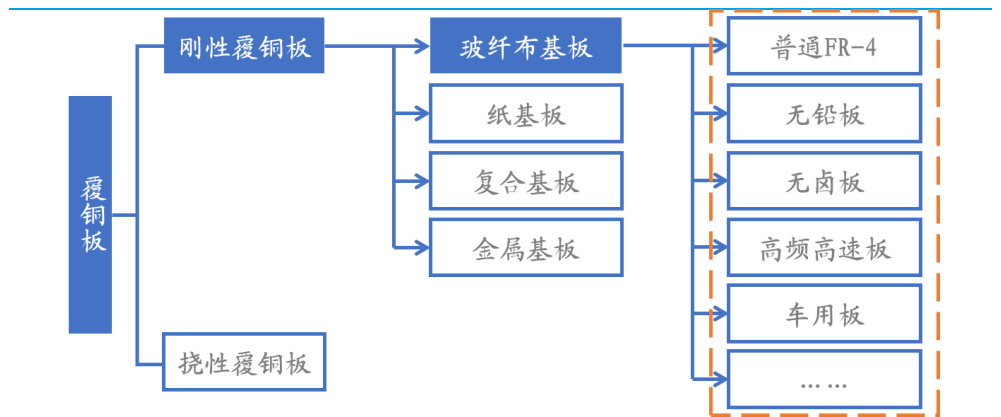 覆铜板
刚性覆铜板
挠性覆铜板
玻纤布基板
纸基板
复合基板
金属基板
普通FR-4
无铅板
无卤板
高频高速板
车用板
... ...